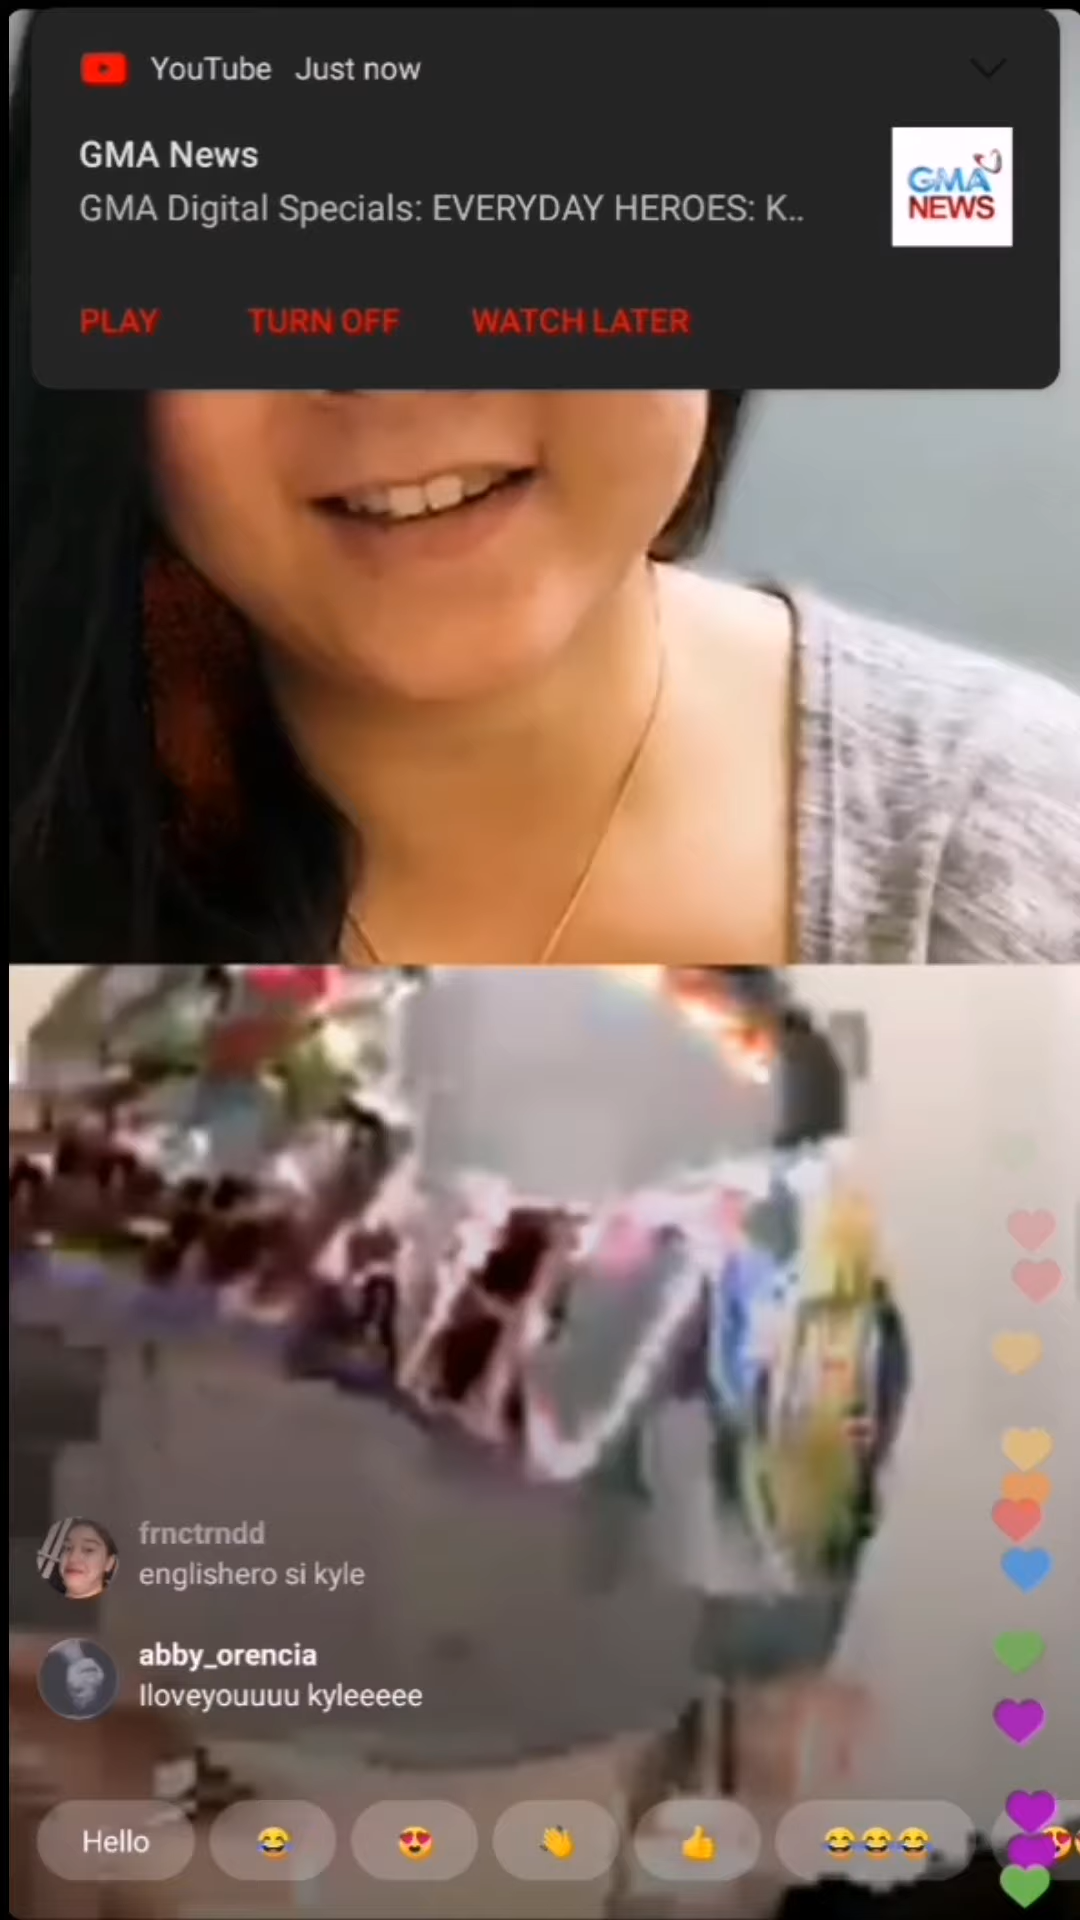 YouTube Just now
GMA News
GMA Digital Specials: EVERYDAY HEROES: K..
GMA
NEWS
PLAY TURN OFF WATCH LATER
frnctrndd
englishero si kyle
abby_orencia
Iloveyouuuu kyleeeee
Hello